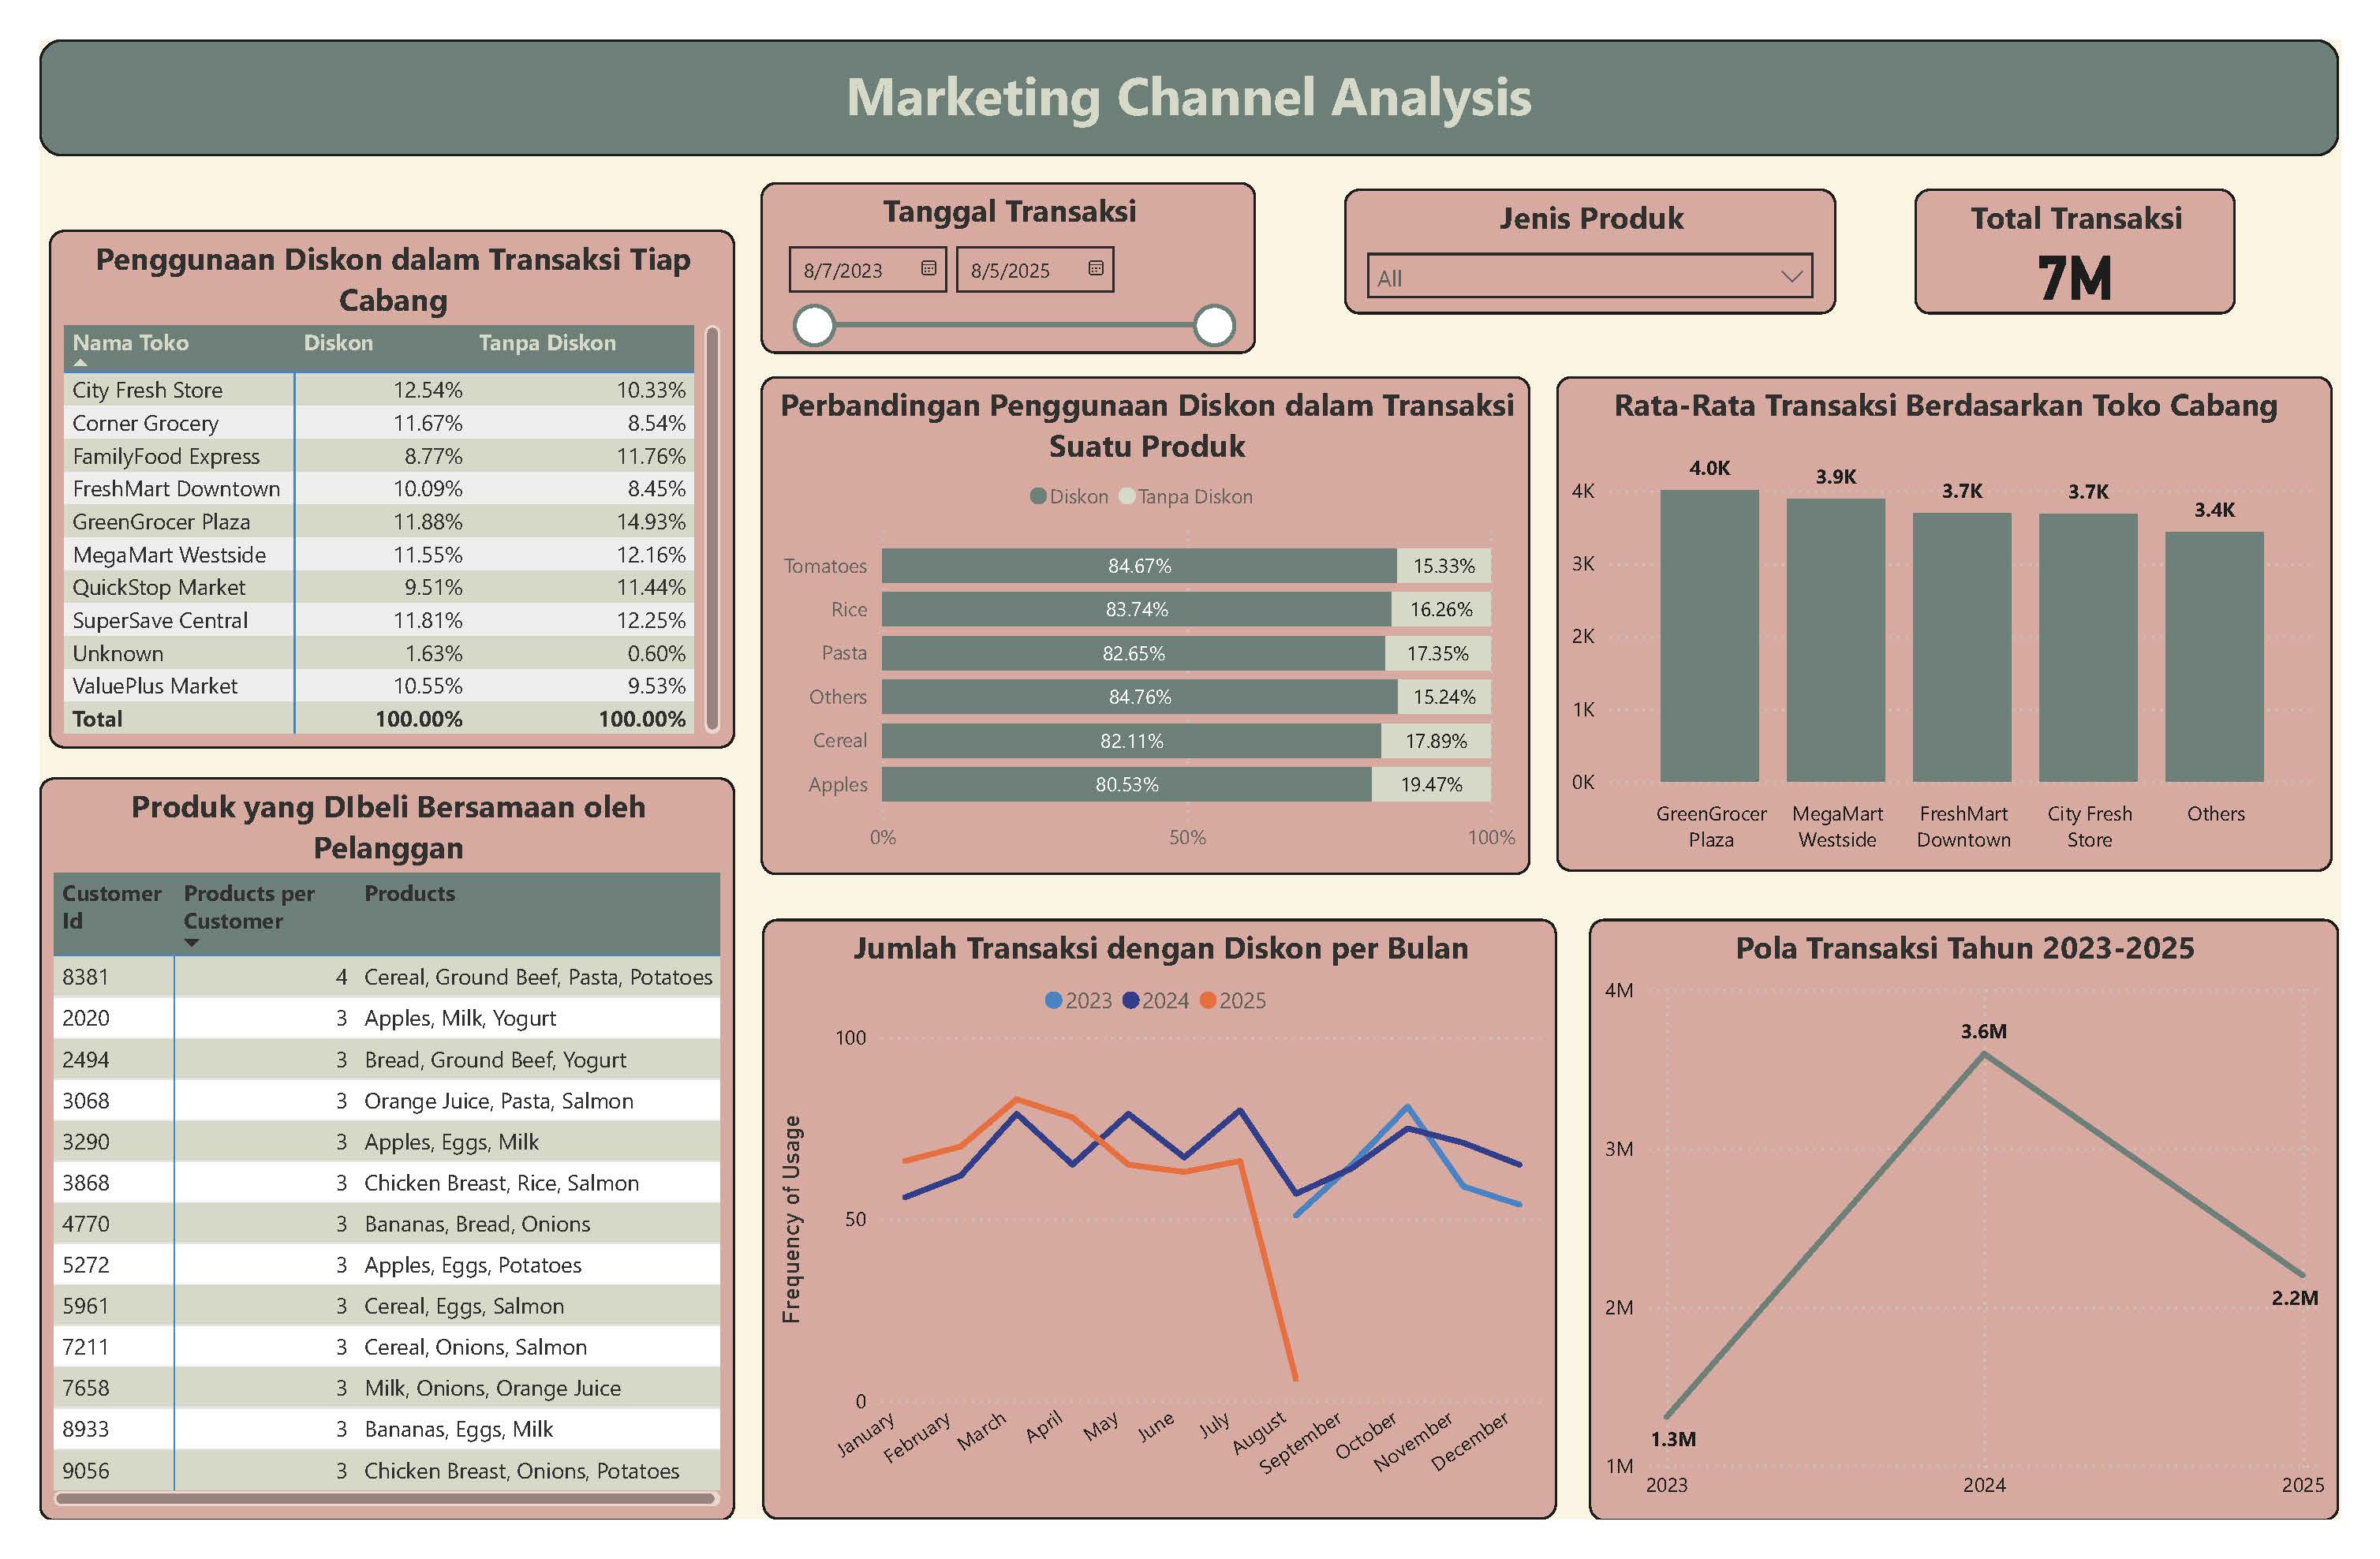 Marketing Channel Analysis
Tanggal Transaksi
8/7/2023
8/5/2025
Jenis Produk
All
Total Transaksi
7M
Penggunaan Diskon dalam Transaksi Tiap
Cabang
Nama Toko Diskon Tanpa Diskon
City Fresh Store 12.54% 10.33%
Corner Grocery 11.67% 8.54%
FamilyFood Express 8.77% 11.76%
FreshMart Downtown 10.09% 8.45%
GreenGrocer Plaza 11.88% 14.93%
MegaMart Westside 11.55% 12.16%
QuickStop Market 9.51% 11.44%
SuperSave Central 11.81% 12.25%
Unknown 1.63% 0.60%
ValuePlus Market 10.55% 9.53%
Total 100.00% 100.00%
Perbandingan Penggunaan Diskon dalam Transaksi
Suatu Produk
Diskon Tanpa Diskon
Tomatoes 84.67% 15.33%
Rice 83.74% 16.26%
Pasta 82.65% 17.35%
Others 84.76% 15.24%
Cereal 82.11% 17.89%
Apples 80.53% 19.47%
0% 50% 100%
Rata-Rata Transaksi Berdasarkan Toko Cabang
4.0K 3.9K 3.7K 3.7K 3.4K
4K
3K
2K
1K
0K
GreenGrocer
Plaza
MegaMart
Westside
FreshMart
Downtown
City Fresh
Store
Others
Produk yang DIbeli Bersamaan oleh
Pelanggan
Customer
Id
Products per
Customer
Products
8381 4 Cereal, Ground Beef, Pasta, Potatoes
2020 3 Apples, Milk, Yogurt
2494 3 Bread, Ground Beef, Yogurt
3068 3 Orange Juice, Pasta, Salmon
3290 3 Apples, Eggs, Milk
3868 3 Chicken Breast, Rice, Salmon
4770 3 Bananas, Bread, Onions
5272 3 Apples, Eggs, Potatoes
5961 3 Cereal, Eggs, Salmon
7211 3 Cereal, Onions, Salmon
7658 3 Milk, Onions, Orange Juice
8933 3 Bananas, Eggs, Milk
9056 3 Chicken Breast, Onions, Potatoes
Jumlah Transaksi dengan Diskon per Bulan
2023 2024 2025
Frequency of Usage
100
50
0
January February March April May June July August September October November December
Pola Transaksi Tahun 2023-2025
4M
3M
2M
1M
3.6M
2.2M
1.3M
2023 2024 2025